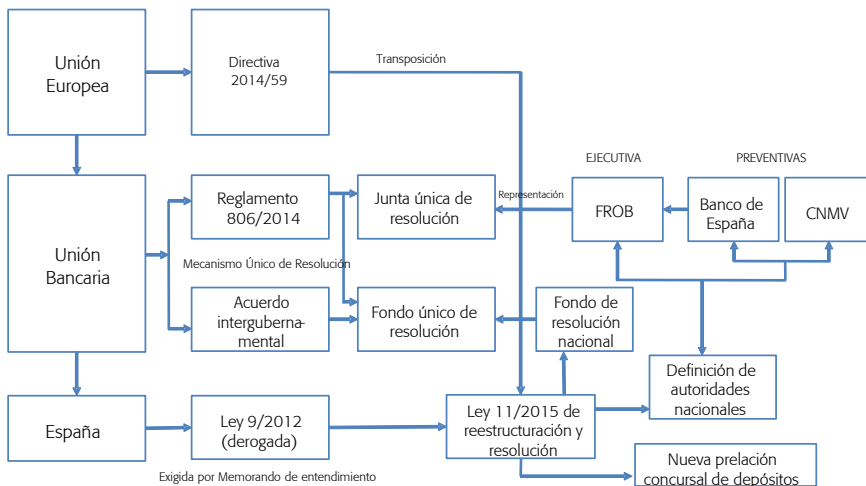 Unión
Europea
Directiva
2014/59
Transposición
EJECUTIVA
PREVENTIVAS
Unión
Bancaria
Reglamento
806/2014
Junta única de
resolución
Representación
FROB
Banco de
España
CNMV
Mecanismo Único de Resolución
Acuerdo
interguberna-
mental
Fondo único de
resolución
Fondo de
resolución
nacional
Definición de
autoridades
nacionales
España
Ley 9/2012
(derogada)
Ley 11/2015 de
reestructuración y
resolución
Exigida por Memorando de entendimiento
Nueva prelación
concursal de depósitos